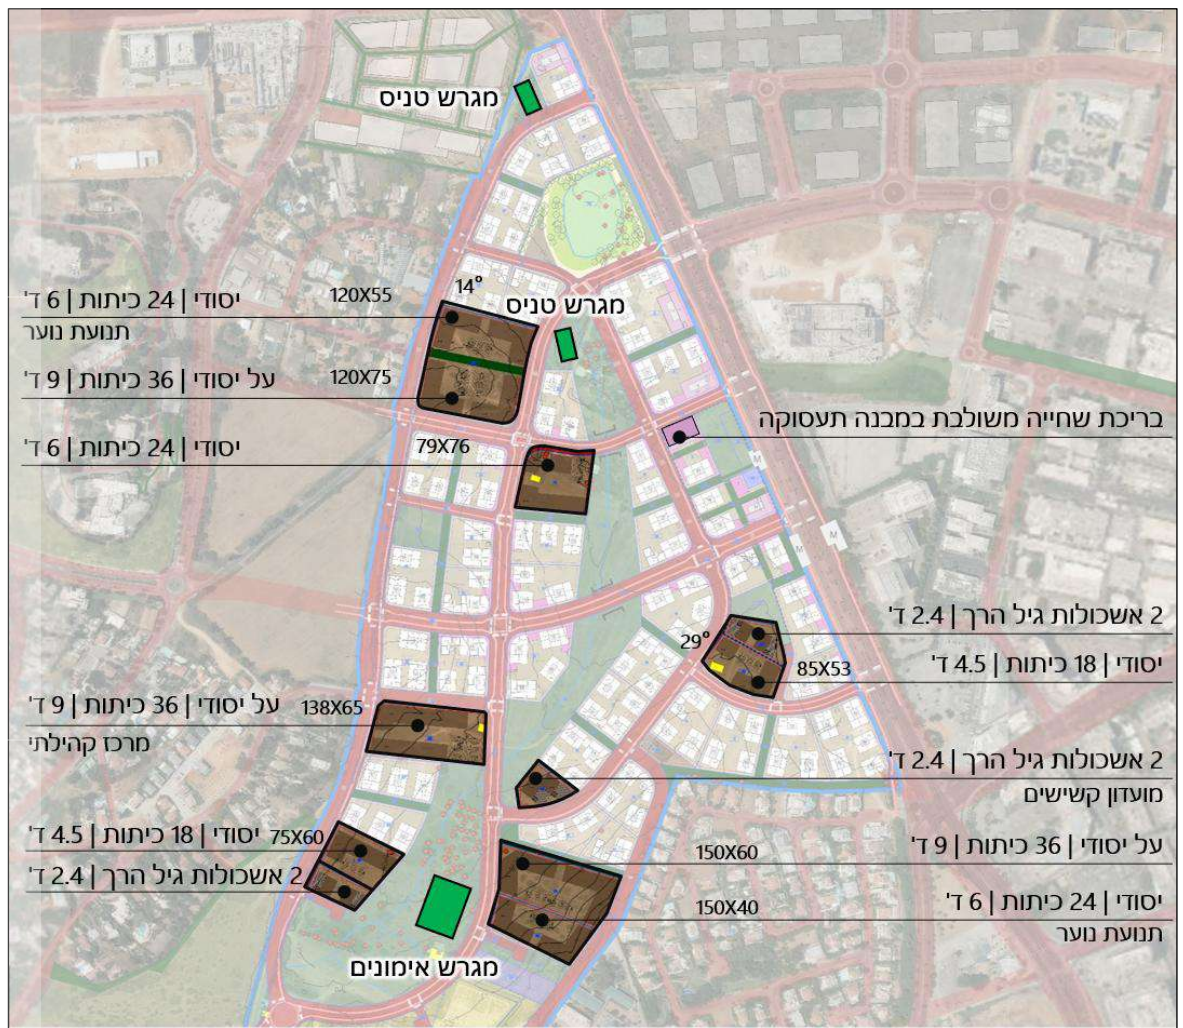 מגרש טניס
14°
מגרש טניס
120X55
יסודי | 24 כיתות | 6 ד'
תנועת נוער
120X75
על יסודי | 36 כיתות | 9 ד'
בריכת שחייה משולבת במבנה תעסוקה
79X76
יסודי | 24 כיתות | 6 ד'
M
M
M
M
2 אשכולות גיל הרך | 2.4 ד'
29°
85X53
יסודי | 18 כיתות | 4.5 ד'
138X65
על יסודי | 36 כיתות | 9 ד'
מרכז קהילתי
2 אשכולות גיל הרך | 2.4 ד'
מועדון קשישים
75X60
יסודי | 18 כיתות | 4.5 ד'
2 אשכולות גיל הרך | 2.4 ד'
150X60
על יסודי | 36 כיתות | 9 ד'
150X40
יסודי | 24 כיתות | 6 ד'
תנועת נוער
מגרש אימונים